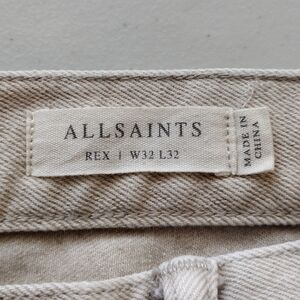 ALLSAINTS
REX | W32 L32
MADE IN
CHINA